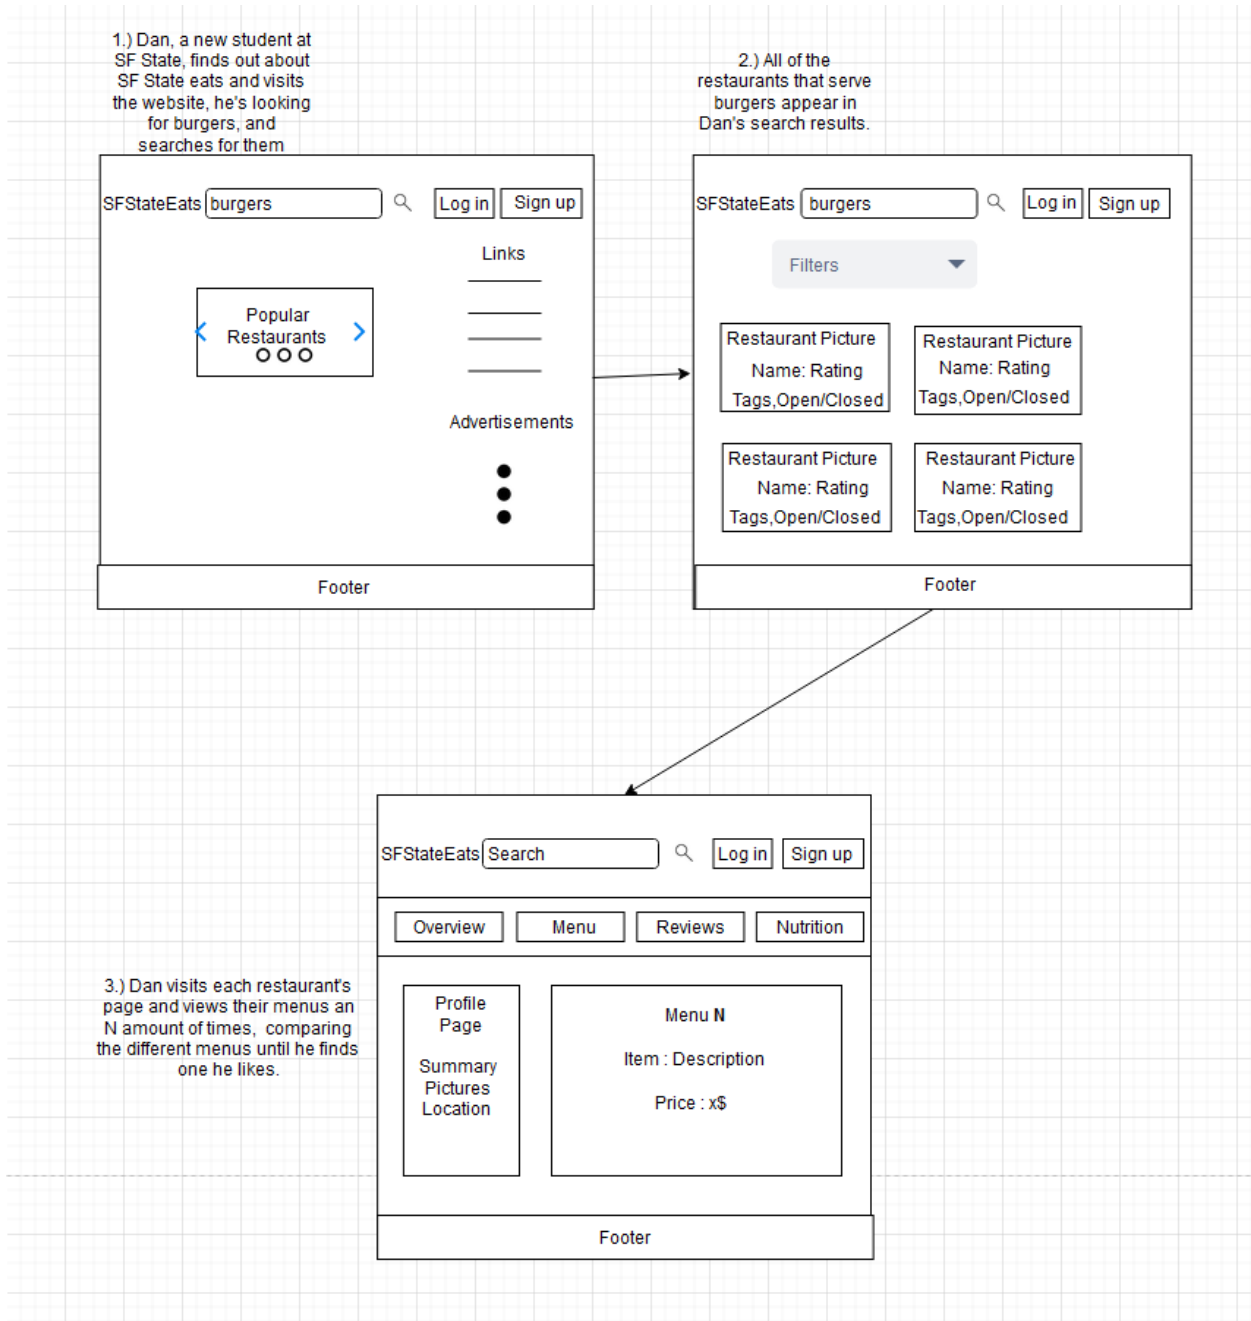 1.) Dan, a new student at
SF State, finds out about
SF State eats and visits
the website, he's looking
for burgers, and
searches for them
2.) All of the
restaurants that serve
burgers appear in
Dan's search results.
SFStateEats burgers Log in Sign up
Links
Popular
Restaurants
Advertisements
Footer
SFStateEats burgers Log in Sign up
Filters
Restaurant Picture
Name: Rating
Tags,Open/Closed
Restaurant Picture
Name: Rating
Tags,Open/Closed
Restaurant Picture
Name: Rating
Tags,Open/Closed
Restaurant Picture
Name: Rating
Tags,Open/Closed
Footer
SFStateEats Search Log in Sign up
Overview Menu Reviews Nutrition
3.) Dan visits each restaurant's
page and views their menus an
N amount of times, comparing
the different menus until he finds
one he likes.
Profile
Page
Summary
Pictures
Location
Menu N
Item : Description
Price : x$
Footer